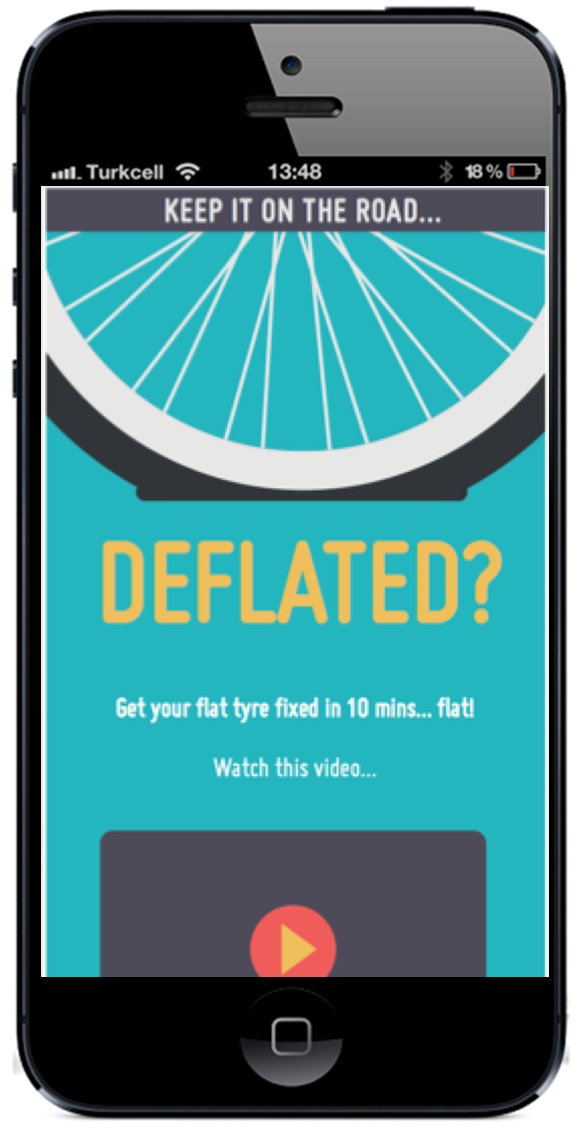 Turkcell 13:48 18 %
KEEP IT ON THE ROAD...
DEFLATED?
Get your flat tyre fixed in 10 mins... flat!
Watch this video...